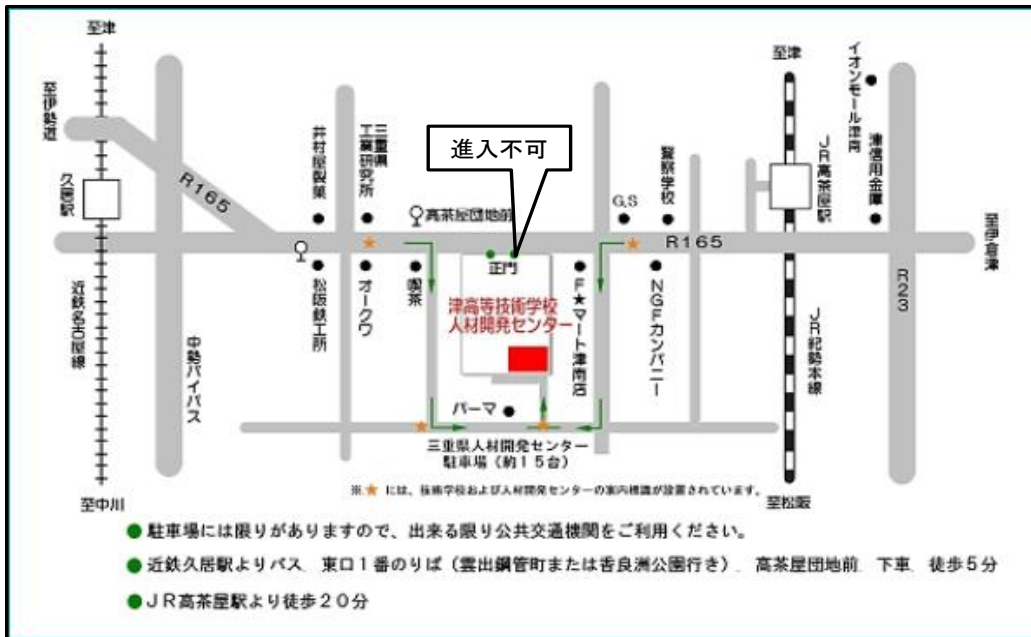 至津
至伊勢道
久居駅
近鉄名古屋線
至中川
R165
中勢バイパス
井村屋製菓
三重県
工業研究所
高茶屋団地前
進入不可
G.S
警察学校
至津
JR高茶屋駅
イオンモール津南
津信用金庫
至伊倉津
R165
R23
松阪鉄工所
オークワ
喫茶
正門
津高等技術学校
人材開発センター
F★マート津南店
NGFカンパニー
JR紀勢本線
パーマ
三重県人材開発センター
駐車場(約15台)
至松阪
※★には、技術学校および人材開発センターの案内標識が設置されています。
● 駐車場には限りがありますので、出来る限り公共交通機関をご利用ください。
● 近鉄久居駅よりバス 東口1番のりば(雲出鋼管町または香良洲公園行き) 高茶屋団地前 下車 徒歩5分
● JR高茶屋駅より徒歩20分